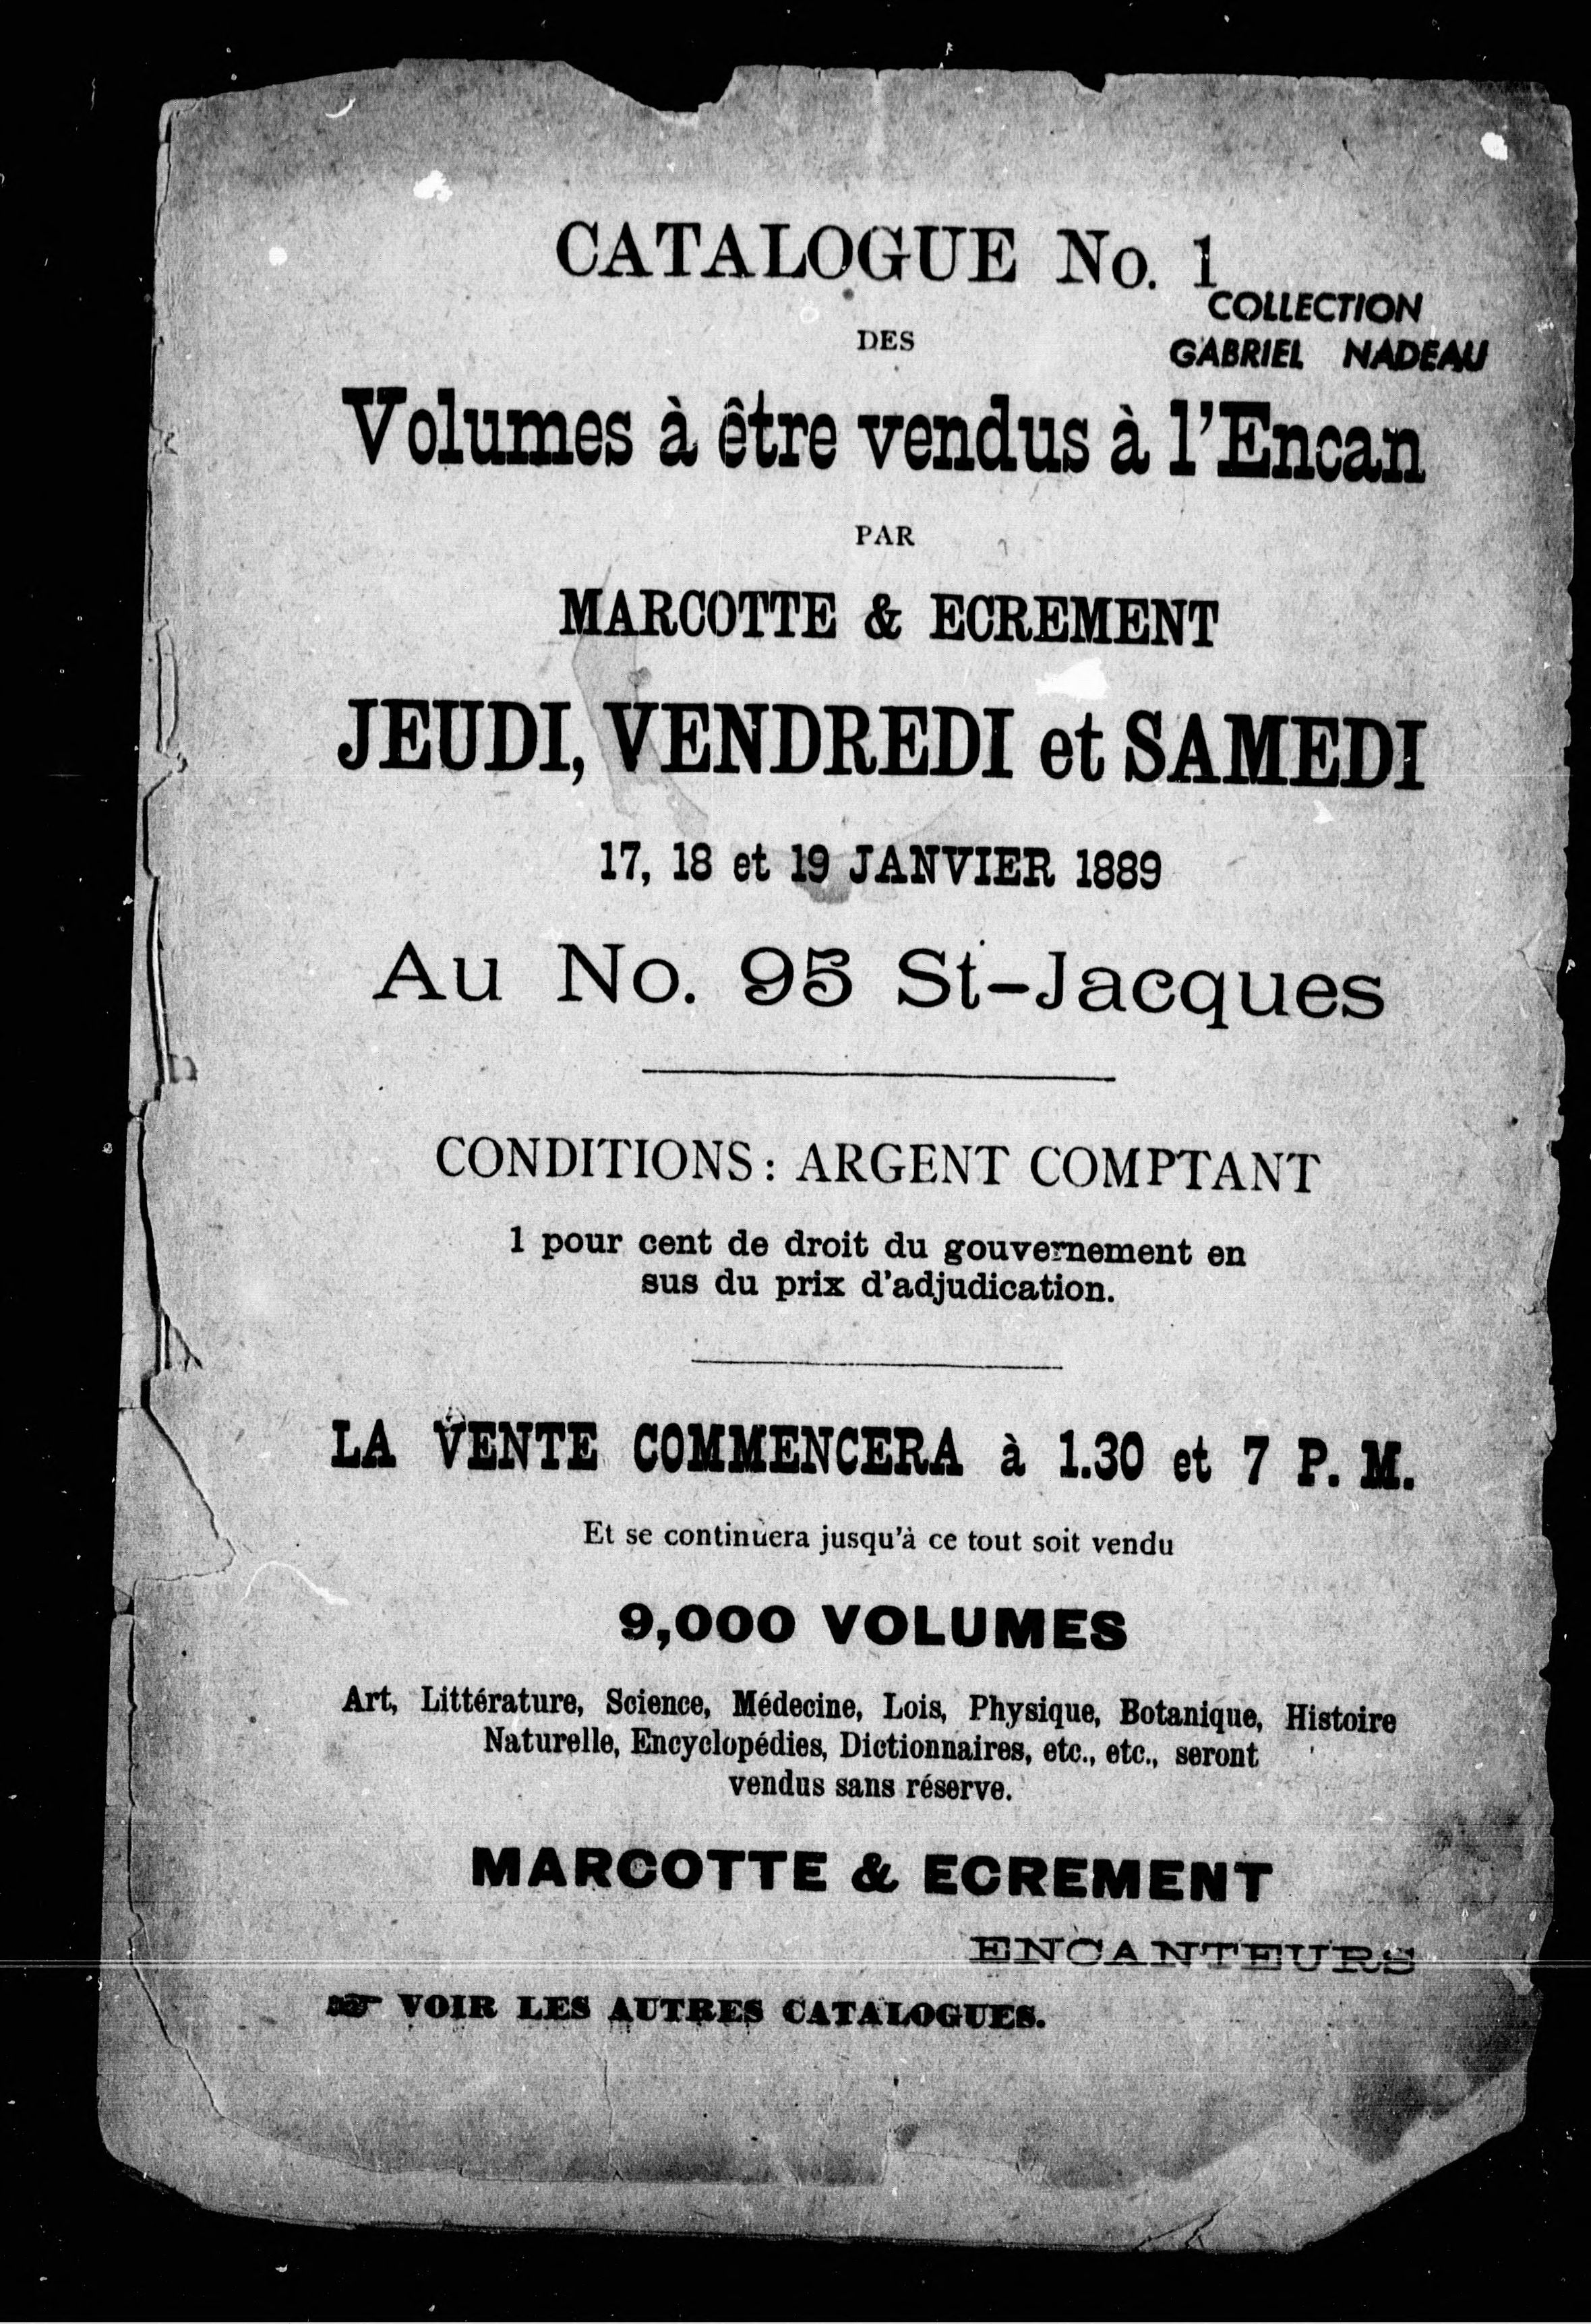 CATALOGUE No. 1
COLLECTION
GABRIEL NADEAU
DES
Volumes à être vendus à l'Encan
PAR
MARCOTTE & ECREMENT
JEUDI, VENDREDI et SAMEDI
17, 18 et 19 JANVIER 1889
Au No. 95 St-Jacques
CONDITIONS: ARGENT COMPTANT
1 pour cent de droit du gouvernement en
sus du prix d'adjudication.
LA VENTE COMMENCERA à 1.30 et 7 P. M.
Et se continuera jusqu'à ce tout soit vendu
9,000 VOLUMES
Art, Littérature, Science, Médecine, Lois, Physique, Botanique, Histoire
Naturelle, Encyclopédies, Dictionnaires, etc., etc., seront
vendus sans réserve.
MARCOTTE & ECREMENT
ENCANTEURS
☞ VOIR LES AUTRES CATALOGUES.